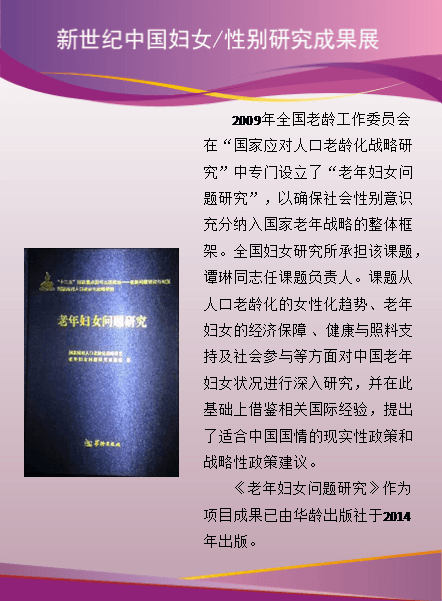 新世纪中国妇女/性别研究成果展
2009年全国老龄工作委员会
在“国家应对人口老龄化战略研
究”中专门设立了“老年妇女问
题研究”，以确保社会性别意识
充分纳入国家老年战略的整体框
架。全国妇女研究所承担该课题，
谭琳同志任课题负责人。课题从
人口老龄化的女性化趋势、老年
妇女的经济保障 、健康与照料支
持及社会参与等方面对中国老年
妇女状况进行深入研究，并在此
基础上借鉴相关国际经验，提出
了适合中国国情的现实性政策和
战略性政策建议。
《老年妇女问题研究》作为
项目成果已由华龄出版社于2014
年出版。
老年妇女问题研究
华龄出版社